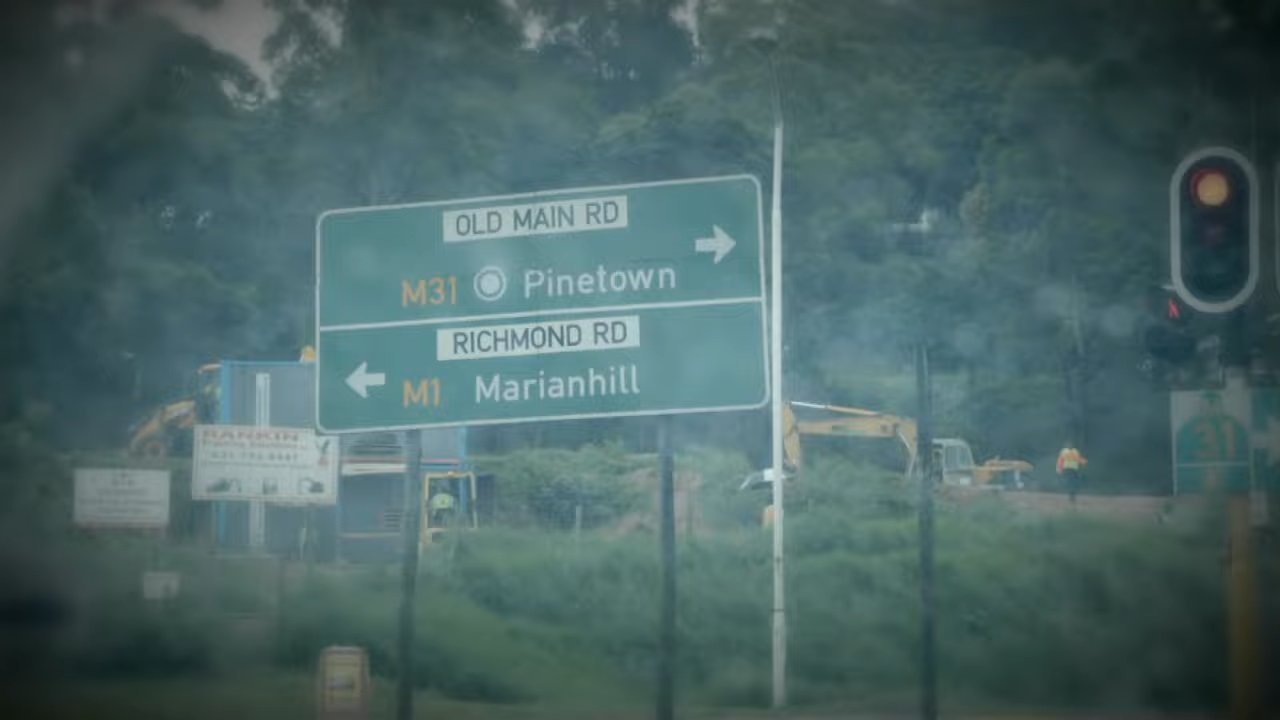 OLD MAIN RD
M31 Pinetown
RICHMOND RD
M1 Marianhill
RANKIN
31